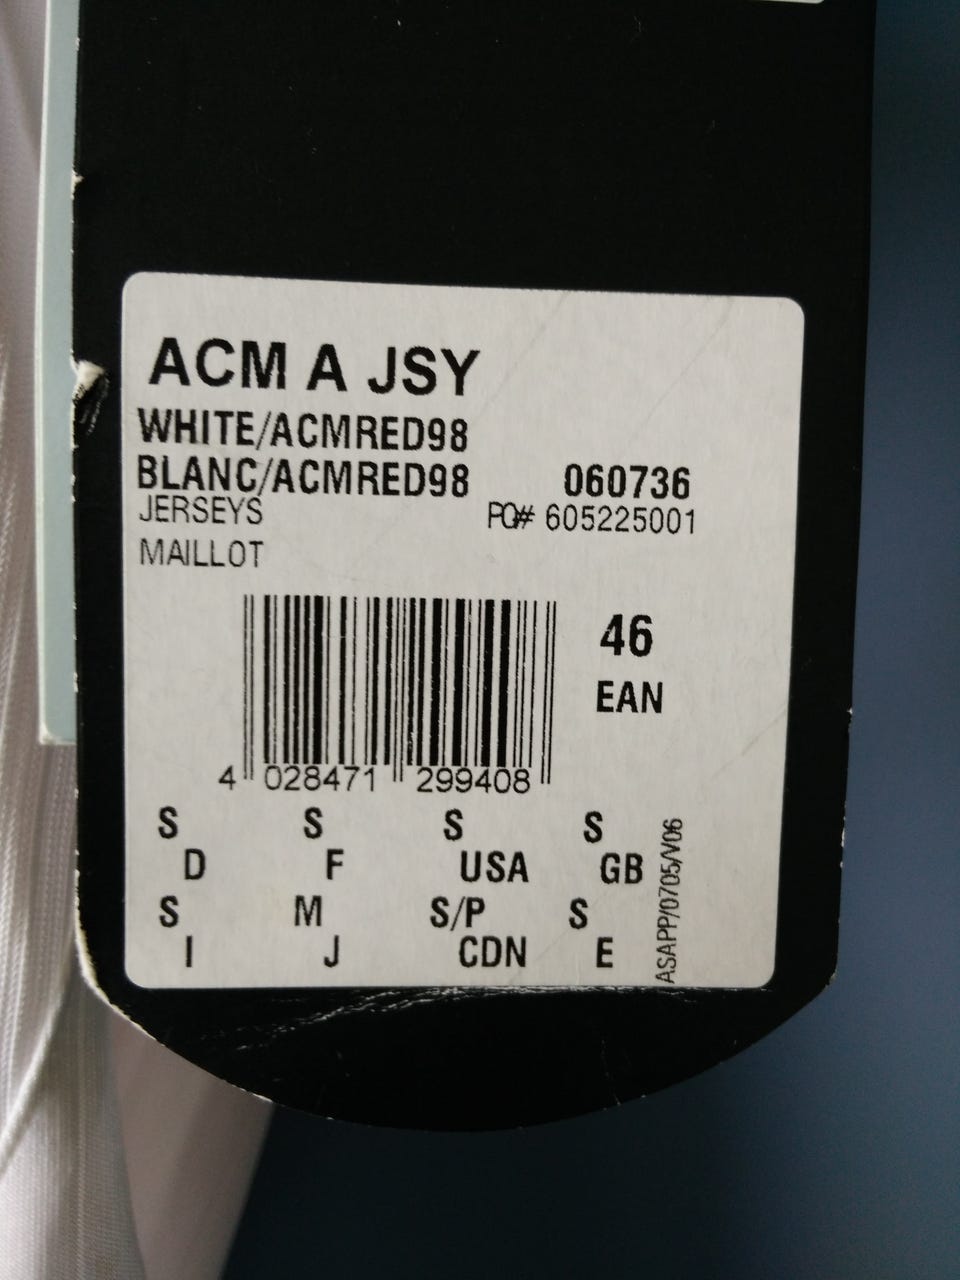 ACM A JSY
WHITE/ACMRED98
BLANC/ACMRED98 060736
JERSEYS PO# 605225001
MAILLOT
46
EAN
4 028471 299408
S S S S
D F USA GB
S M S/P S
I J CDN E
ASAPP/0705/V06